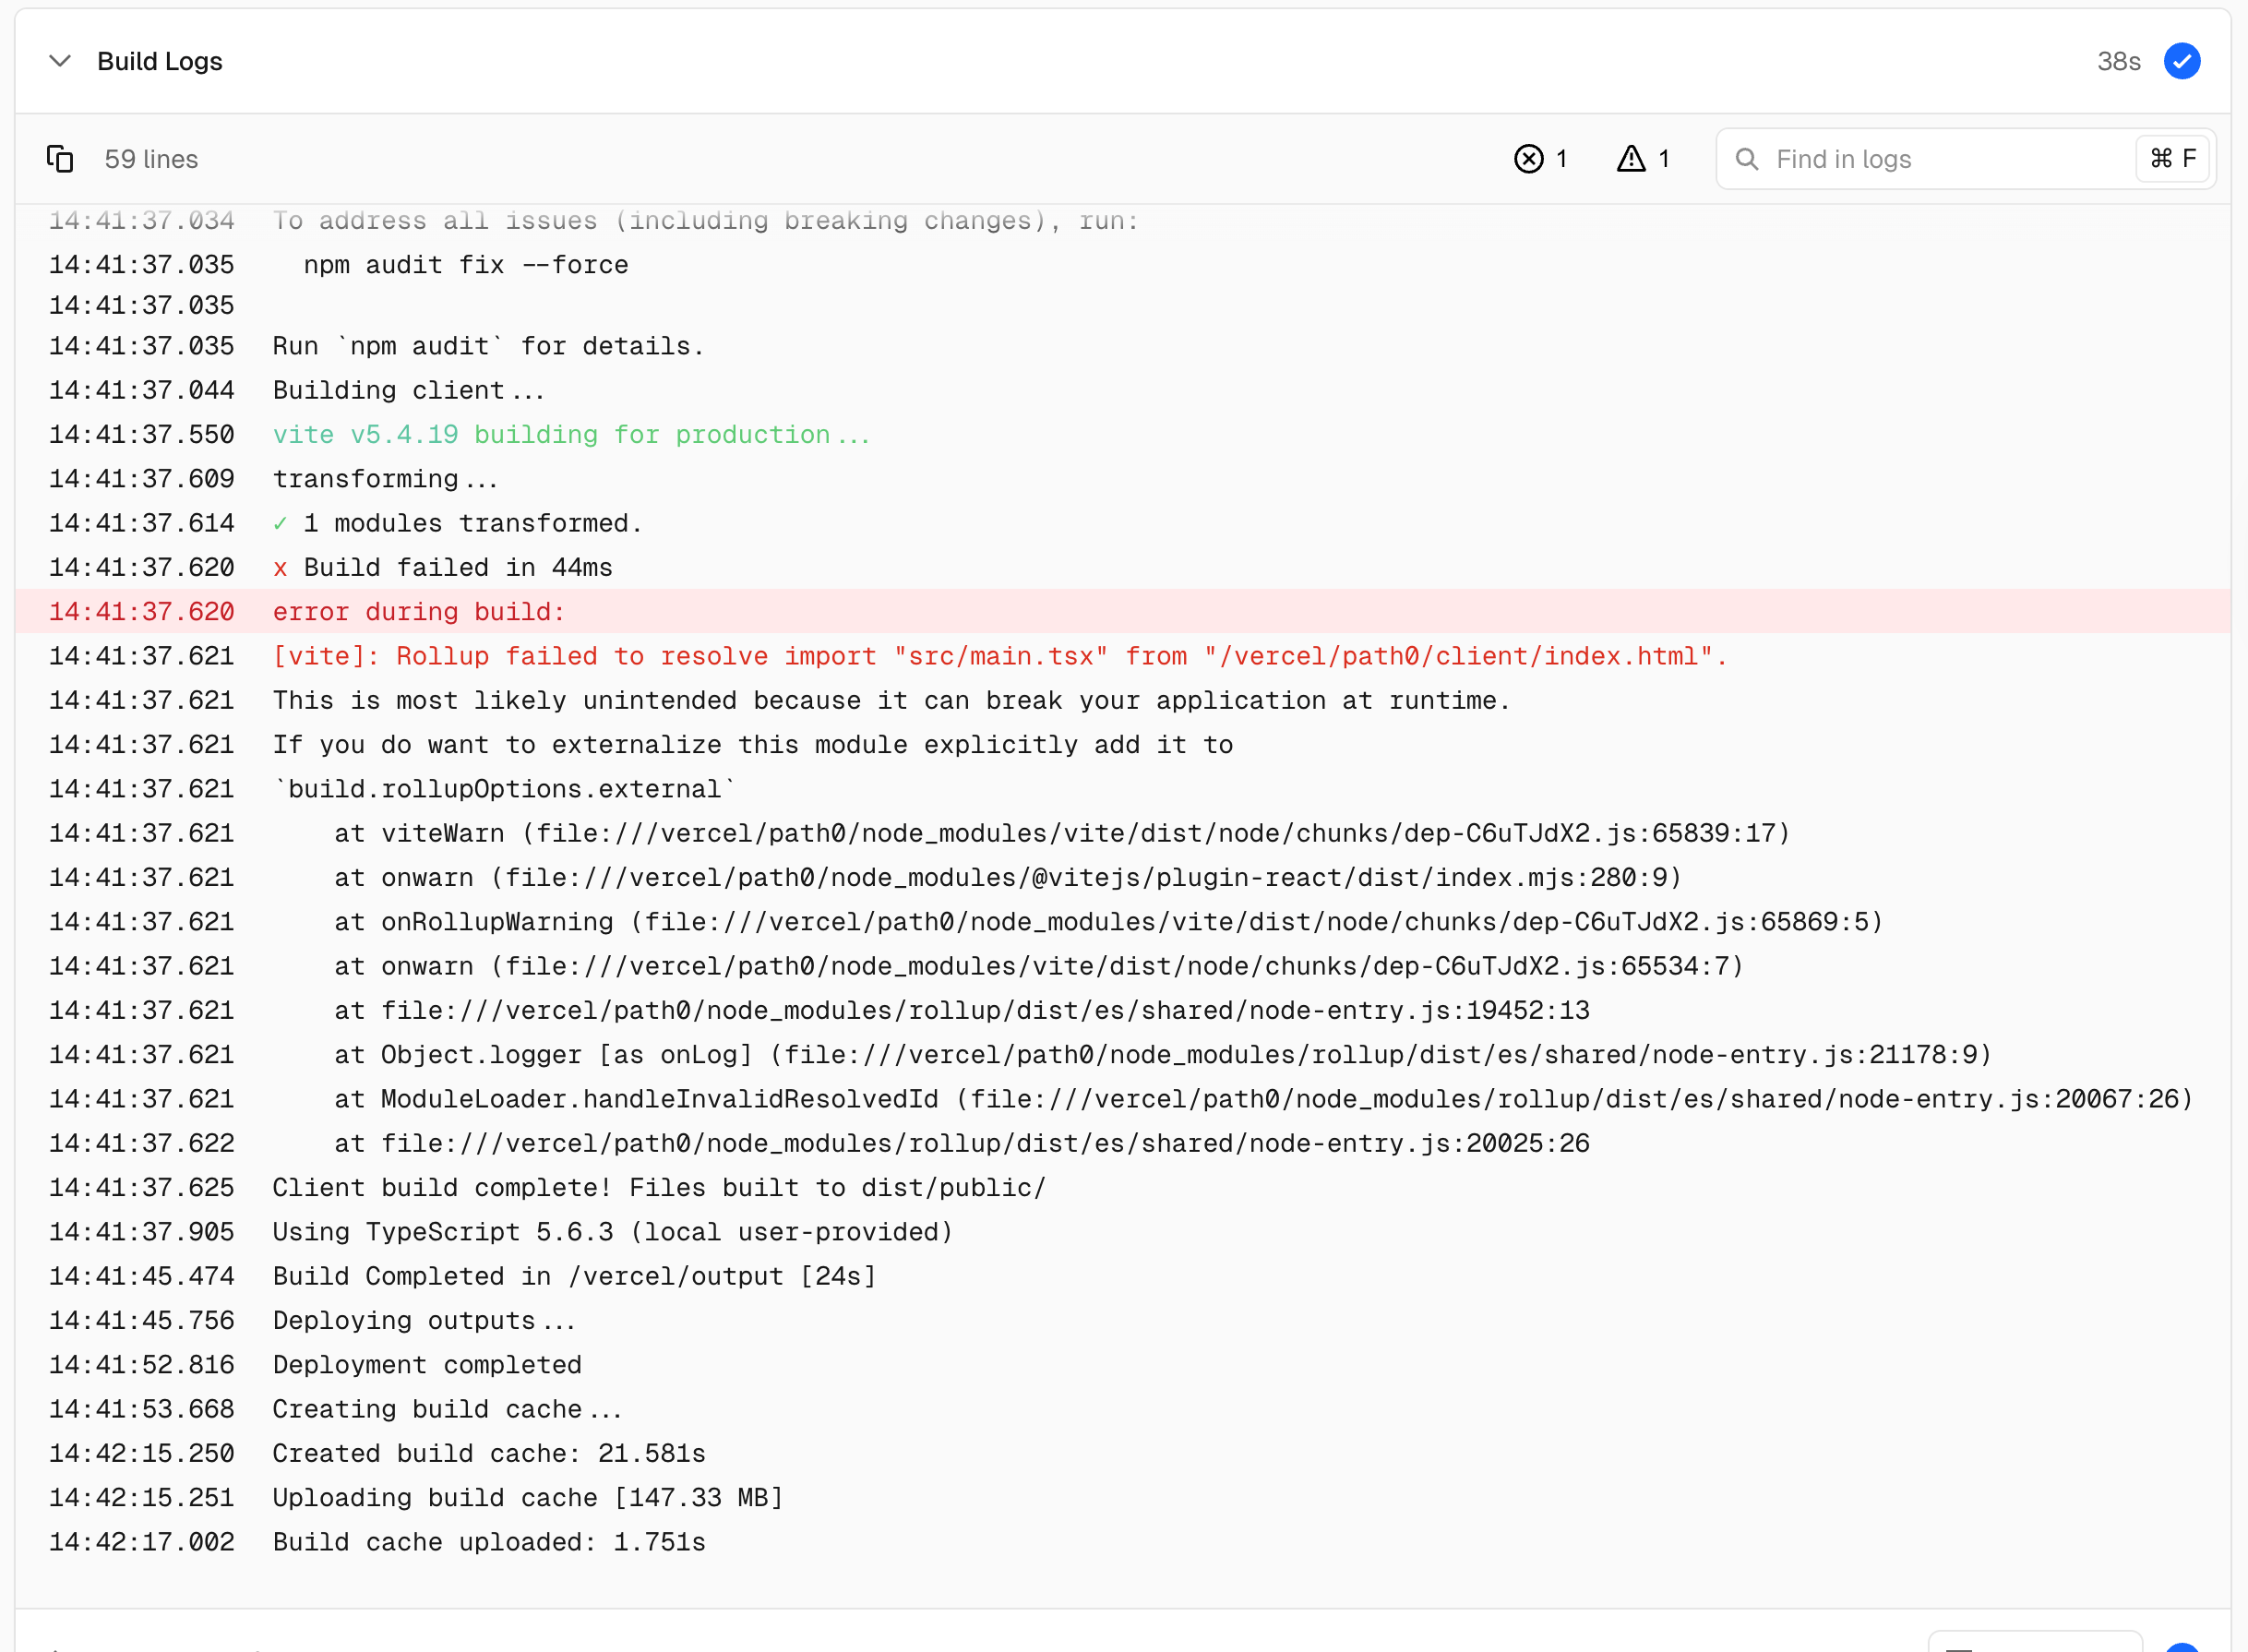 Build Logs
38s
59 lines
1
1
Find in logs
⌘ F
14:41:37.034 To address all issues (including breaking changes), run:
14:41:37.035 npm audit fix --force
14:41:37.035
14:41:37.035 Run `npm audit` for details.
14:41:37.044 Building client...
14:41:37.550 vite v5.4.19 building for production...
14:41:37.609 transforming...
14:41:37.614 ✓ 1 modules transformed.
14:41:37.620 x Build failed in 44ms
14:41:37.620 error during build:
14:41:37.621 [vite]: Rollup failed to resolve import "src/main.tsx" from "/vercel/path0/client/index.html".
14:41:37.621 This is most likely unintended because it can break your application at runtime.
14:41:37.621 If you do want to externalize this module explicitly add it to
14:41:37.621 `build.rollupOptions.external`
14:41:37.621 at viteWarn (file:///vercel/path0/node_modules/vite/dist/node/chunks/dep-C6uTJdX2.js:65839:17)
14:41:37.621 at onwarn (file:///vercel/path0/node_modules/@vitejs/plugin-react/dist/index.mjs:280:9)
14:41:37.621 at onRollupWarning (file:///vercel/path0/node_modules/vite/dist/node/chunks/dep-C6uTJdX2.js:65869:5)
14:41:37.621 at onwarn (file:///vercel/path0/node_modules/vite/dist/node/chunks/dep-C6uTJdX2.js:65534:7)
14:41:37.621 at file:///vercel/path0/node_modules/rollup/dist/es/shared/node-entry.js:19452:13
14:41:37.621 at Object.logger [as onLog] (file:///vercel/path0/node_modules/rollup/dist/es/shared/node-entry.js:21178:9)
14:41:37.621 at ModuleLoader.handleInvalidResolvedId (file:///vercel/path0/node_modules/rollup/dist/es/shared/node-entry.js:20067:26)
14:41:37.622 at file:///vercel/path0/node_modules/rollup/dist/es/shared/node-entry.js:20025:26
14:41:37.625 Client build complete! Files built to dist/public/
14:41:37.905 Using TypeScript 5.6.3 (local user-provided)
14:41:45.474 Build Completed in /vercel/output [24s]
14:41:45.756 Deploying outputs...
14:41:52.816 Deployment completed
14:41:53.668 Creating build cache...
14:42:15.250 Created build cache: 21.581s
14:42:15.251 Uploading build cache [147.33 MB]
14:42:17.002 Build cache uploaded: 1.751s